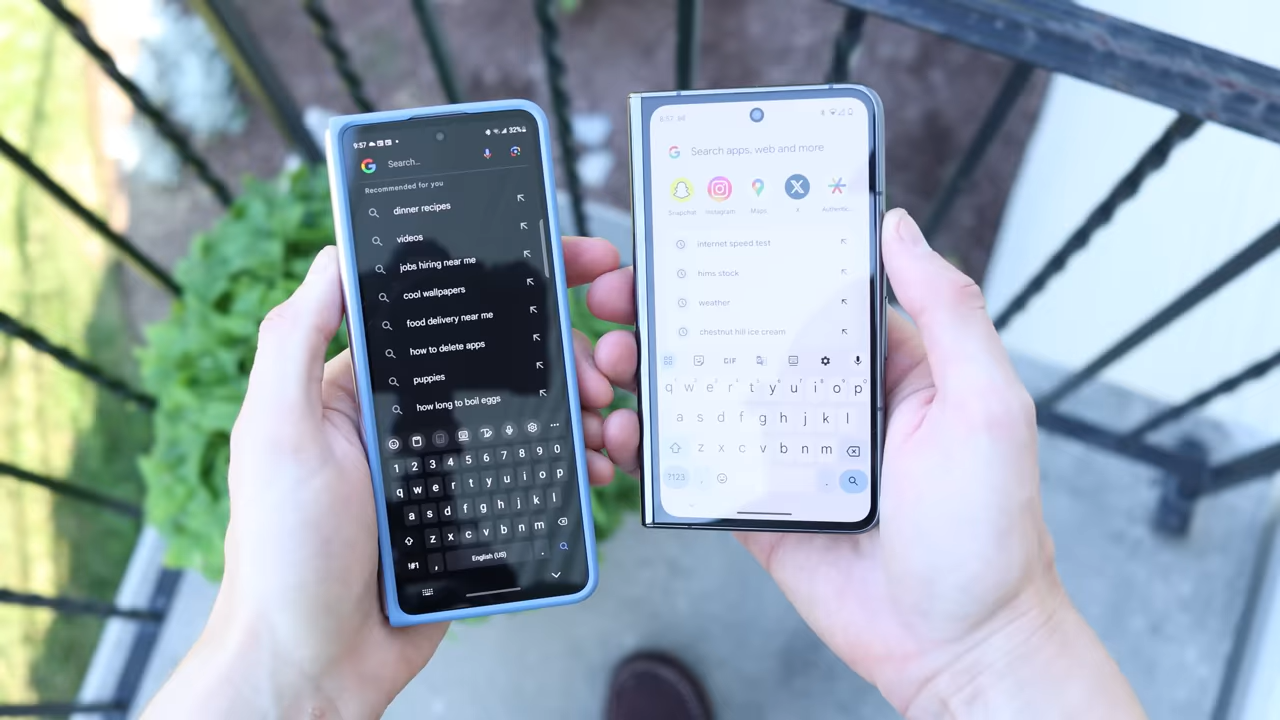 9:57
32%
Search...
Recommended for you
dinner recipes
videos
jobs hiring near me
cool wallpapers
food delivery near me
how to delete apps
puppies
how long to boil eggs
1 2 3 4 5 6 7 8 9 0
q w e r t y u i o p
a s d f g h j k l
z x c v b n m
!#1 , English (US) .
Search apps, web and more
Snapchat Instagram Maps X Authentic...
internet speed test
hims stock
weather
chestnut hill ice cream
GIF
q w e r t y u i o p
a s d f g h j k l
z x c v b n m
?123 , .